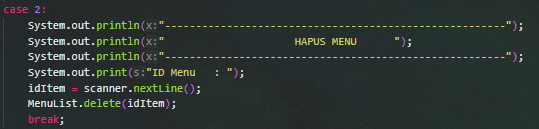 case 2:
System.out.println(x:"------------------------------------------------------");
System.out.println(x:"                    HAPUS MENU      ");
System.out.println(x:"------------------------------------------------------");
System.out.print(s:"ID Menu   : ");
idItem = scanner.nextLine();
MenuList.delete(idItem);
break;